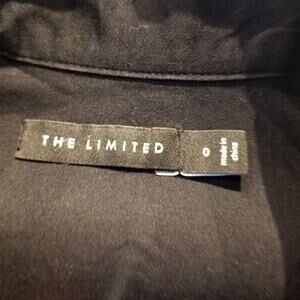 THE LIMITED
0
made in
china